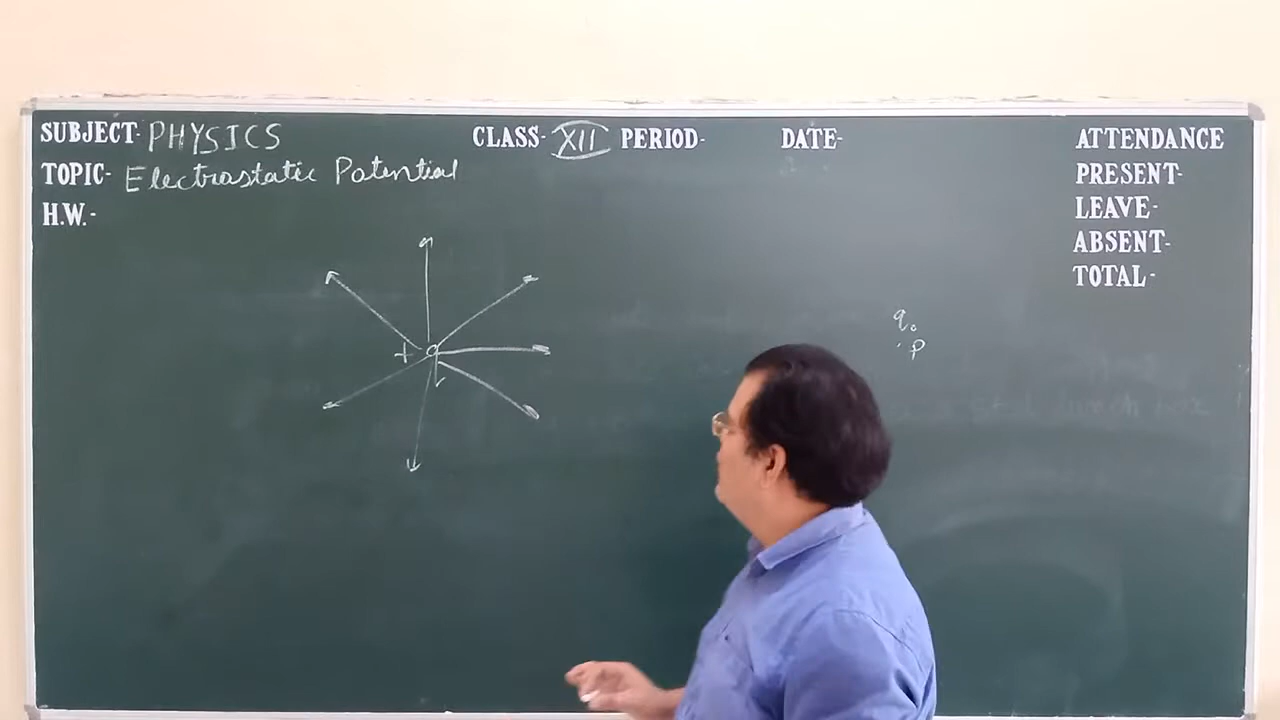 SUBJECT- PHYSICS CLASS- XII PERIOD- DATE- ATTENDANCE
TOPIC- Electrostatic Potential PRESENT-
H.W.- LEAVE-
ABSENT-
TOTAL-
+q
q₀
P